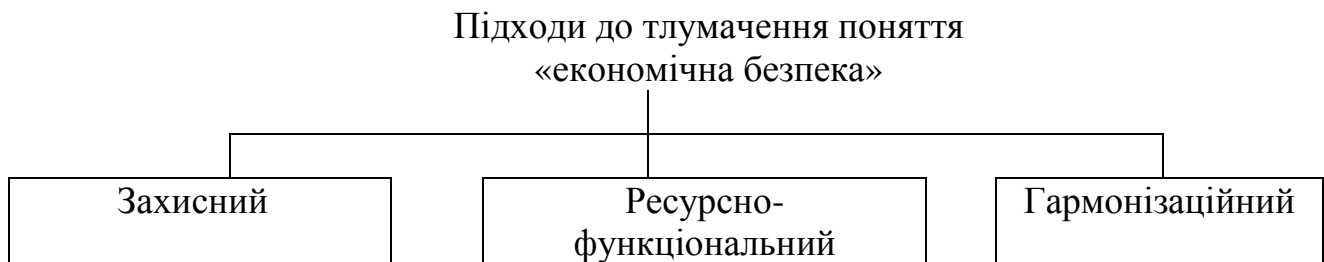 Підходи до тлумачення поняття
«економічна безпека»
Захисний
Ресурсно-
функціональний
Гармонізаційний